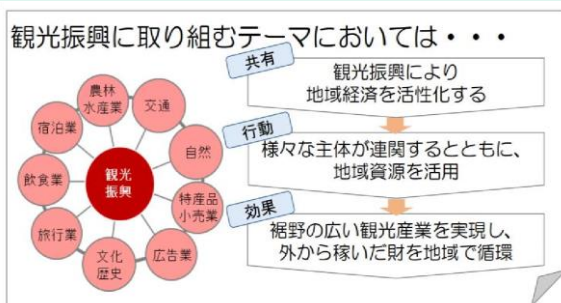 観光振興に取り組むテーマにおいては・・・
農林
水産業
交通
自然
特産品
小売業
広告業
文化
歴史
旅行業
飲食業
宿泊業
観光
振興
共有
観光振興により
地域経済を活性化する
行動
様々な主体が連関するとともに、
地域資源を活用
効果
裾野の広い観光産業を実現し、
外から稼いだ財を地域で循環